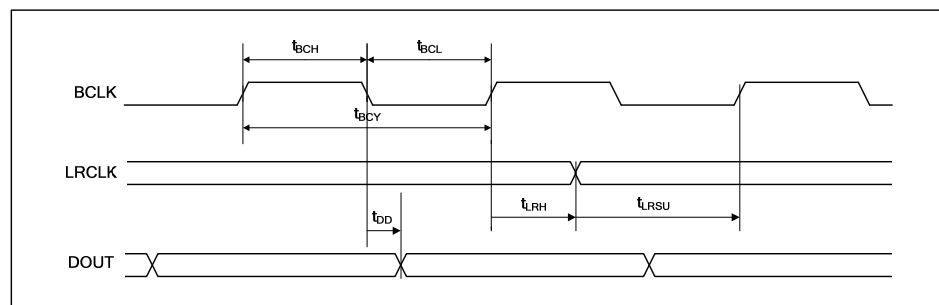 tBCH
tBCL
BCLK
tBCY
LRCLK
tDD
tLRH
tLRSU
DOUT